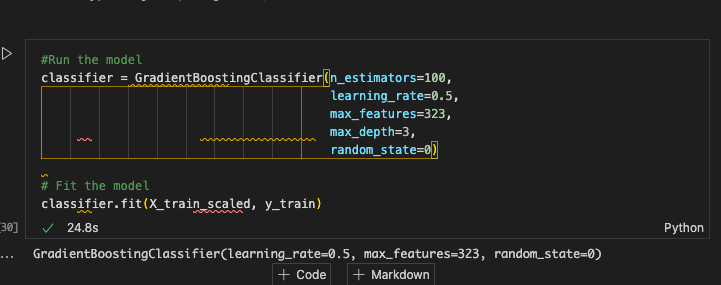 #Run the model
classifier = GradientBoostingClassifier(n_estimators=100,
learning_rate=0.5,
max_features=323,
max_depth=3,
random_state=0)
# Fit the model
classifier.fit(X_train_scaled, y_train)
[30]
24.8s
Python
... GradientBoostingClassifier(learning_rate=0.5, max_features=323, random_state=0)
+ Code + Markdown